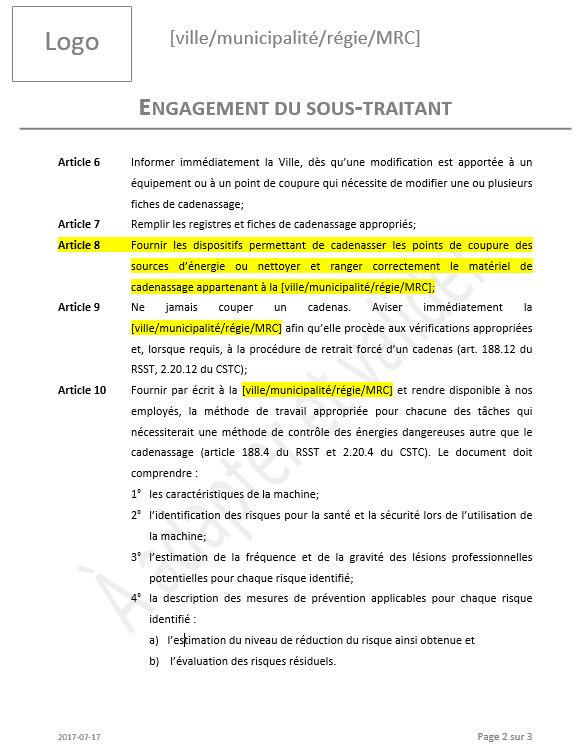 Logo
[ville/municipalité/régie/MRC]
ENGAGEMENT DU SOUS-TRAITANT
Article 6 Informer immédiatement la Ville, dès qu’une modification est apportée à un
équipement ou à un point de coupure qui nécessite de modifier une ou plusieurs
fiches de cadenassage;
Article 7 Remplir les registres et fiches de cadenassage appropriés;
Article 8 Fournir les dispositifs permettant de cadenasser les points de coupure des
sources d’énergie ou nettoyer et ranger correctement le matériel de
cadenassage appartenant à la [ville/municipalité/régie/MRC];
Article 9 Ne jamais couper un cadenas. Aviser immédiatement la
[ville/municipalité/régie/MRC] afin qu’elle procède aux vérifications appropriées
et, lorsque requis, à la procédure de retrait forcé d’un cadenas (art. 188.12 du
RSST, 2.20.12 du CSTC);
Article 10 Fournir par écrit à la [ville/municipalité/régie/MRC] et rendre disponible à nos
employés, la méthode de travail appropriée pour chacune des tâches qui
nécessiterait une méthode de contrôle des énergies dangereuses autre que le
cadenassage (article 188.4 du RSST et 2.20.4 du CSTC). Le document doit
comprendre :
1° les caractéristiques de la machine;
2° l’identification des risques pour la santé et la sécurité lors de l’utilisation de
la machine;
3° l’estimation de la fréquence et de la gravité des lésions professionnelles
potentielles pour chaque risque identifié;
4° la description des mesures de prévention applicables pour chaque risque
identifié :
a) l’estimation du niveau de réduction du risque ainsi obtenue et
b) l’évaluation des risques résiduels.
À adapter et valider
2017-07-17 Page 2 sur 3